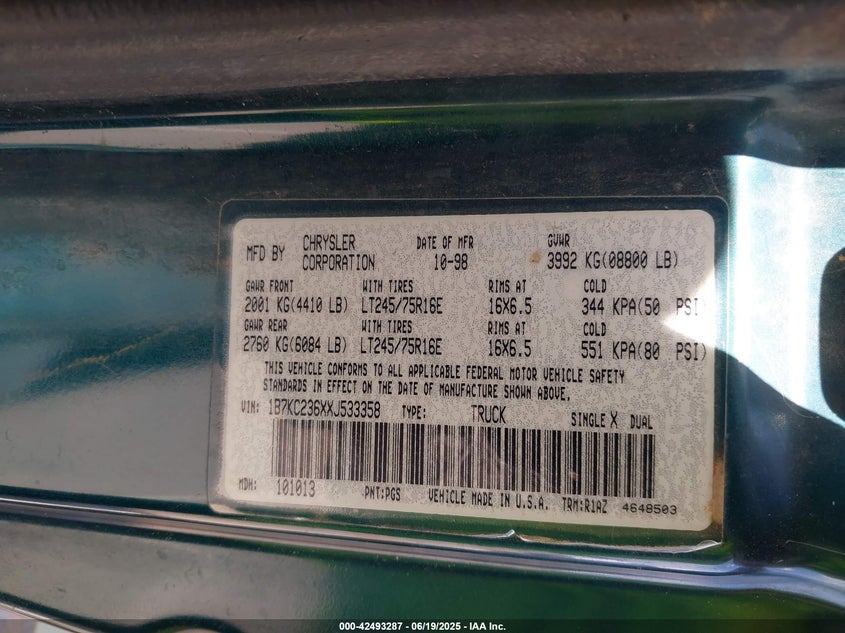 MFD BY CHRYSLER CORPORATION DATE OF MFR 10-98 GVWR 3992 KG(08800 LB)
GAWR FRONT WITH TIRES RIMS AT COLD
2001 KG(4410 LB) LT245/75R16E 16X6.5 344 KPA(50 PSI)
GAWR REAR WITH TIRES RIMS AT COLD
2760 KG(6084 LB) LT245/75R16E 16X6.5 551 KPA(80 PSI)
THIS VEHICLE CONFORMS TO ALL APPLICABLE FEDERAL MOTOR VEHICLE SAFETY
STANDARDS IN EFFECT ON THE DATE OF MANUFACTURE SHOWN ABOVE.
VIN: 1B7KC236XXJ533358 TYPE: TRUCK SINGLE X DUAL
MDH: 101013 PNT:PGS VEHICLE MADE IN U.S.A. TRM:R1AZ 4648503
000-42493287 - 06/19/2025 - IAA Inc.